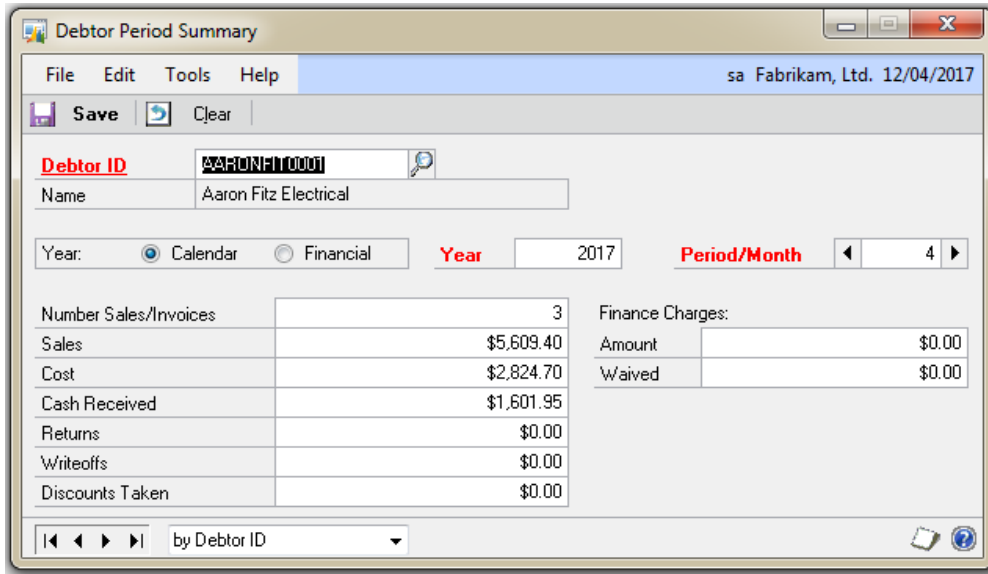 Debtor Period Summary
File Edit Tools Help sa Fabrikam, Ltd. 12/04/2017
Save Clear
Debtor ID AARONFIT0001
Name Aaron Fitz Electrical
Year: Calendar Financial Year 2017 Period/Month 4
Number Sales/Invoices 3 Finance Charges:
Sales $5,609.40 Amount $0.00
Cost $2,824.70 Waived $0.00
Cash Received $1,601.95
Returns $0.00
Writeoffs $0.00
Discounts Taken $0.00
by Debtor ID